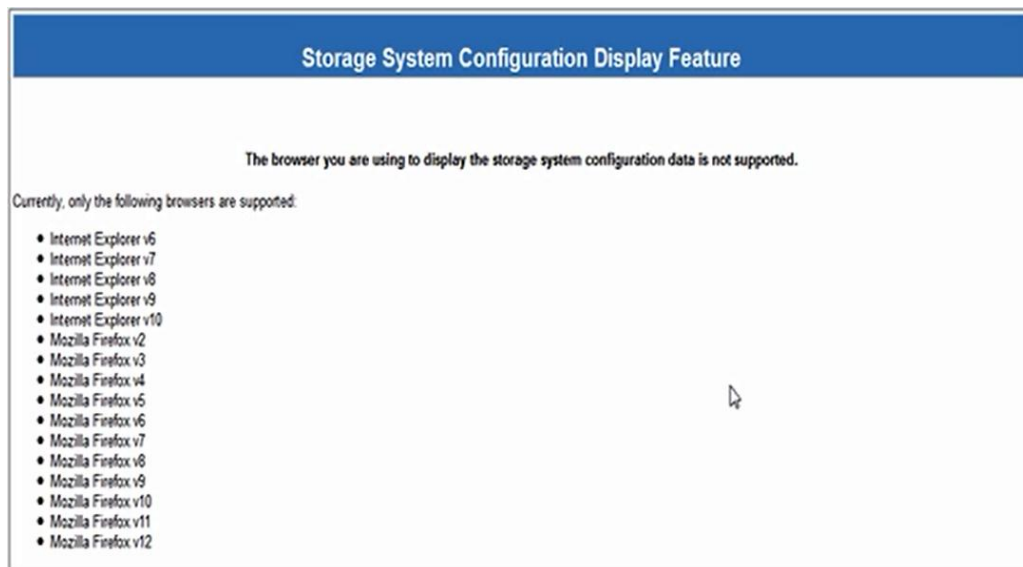 Storage System Configuration Display Feature
The browser you are using to display the storage system configuration data is not supported.
Currently, only the following browsers are supported:
Internet Explorer v6
Internet Explorer v7
Internet Explorer v8
Internet Explorer v9
Internet Explorer v10
Mozilla Firefox v2
Mozilla Firefox v3
Mozilla Firefox v4
Mozilla Firefox v5
Mozilla Firefox v6
Mozilla Firefox v7
Mozilla Firefox v8
Mozilla Firefox v9
Mozilla Firefox v10
Mozilla Firefox v11
Mozilla Firefox v12